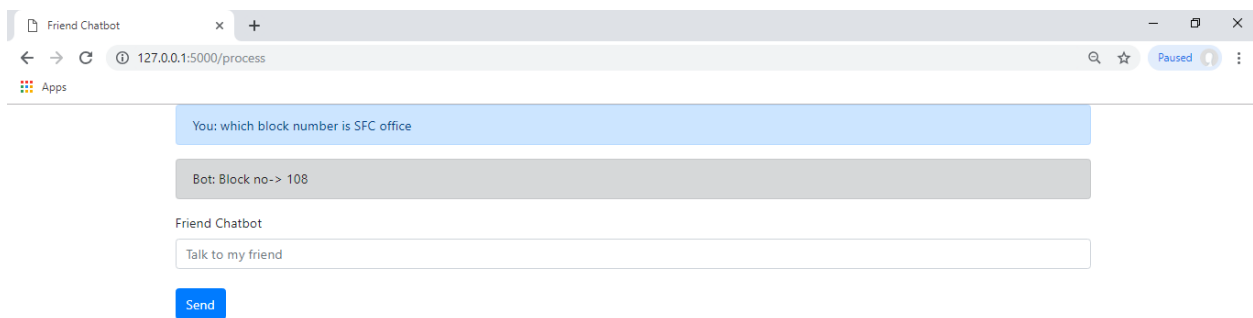 Friend Chatbot
127.0.0.1:5000/process
Paused
Apps
You: which block number is SFC office
Bot: Block no-> 108
Friend Chatbot
Talk to my friend
Send